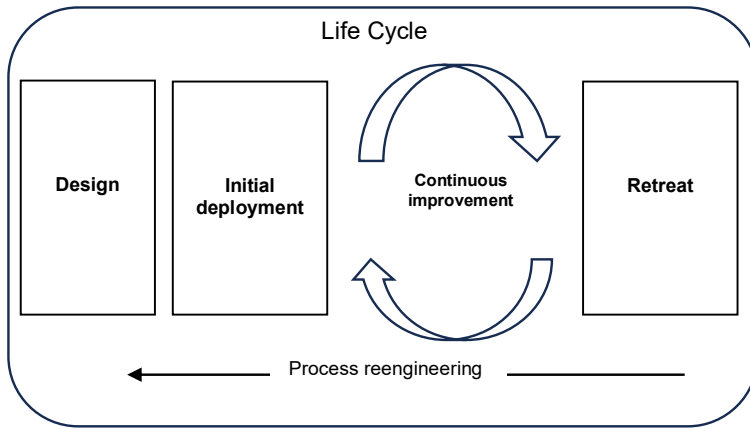 Life Cycle
Design
Initial
deployment
Continuous
improvement
Retreat
Process reengineering